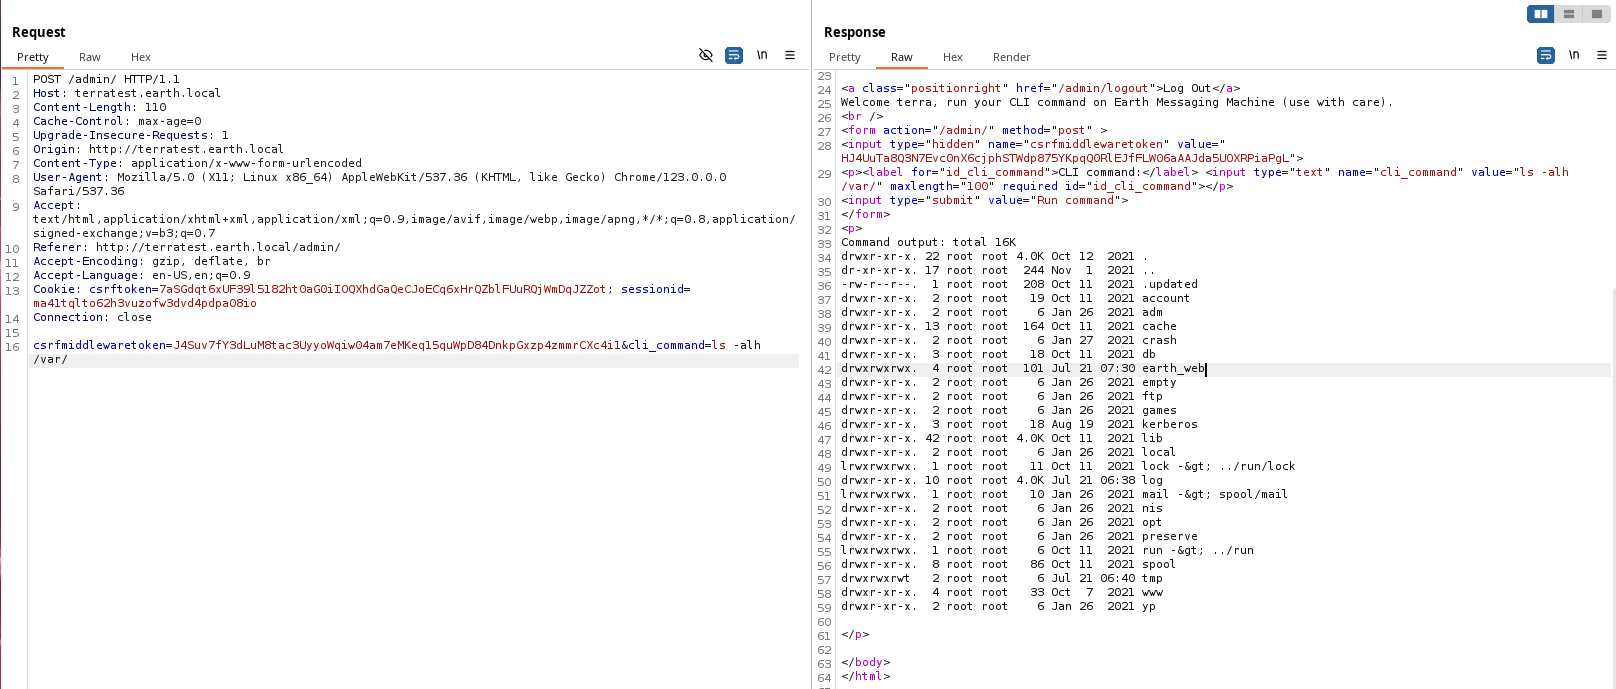 Request
Pretty Raw Hex
\n
1 POST /admin/ HTTP/1.1
2 Host: terratest.earth.local
3 Content-Length: 110
4 Cache-Control: max-age=0
5 Upgrade-Insecure-Requests: 1
6 Origin: http://terratest.earth.local
7 Content-Type: application/x-www-form-urlencoded
8 User-Agent: Mozilla/5.0 (X11; Linux x86_64) AppleWebKit/537.36 (KHTML, like Gecko) Chrome/123.0.0.0
Safari/537.36
9 Accept:
text/html,application/xhtml+xml,application/xml;q=0.9,image/avif,image/webp,image/apng,*/*;q=0.8,application/
signed-exchange;v=b3;q=0.7
10 Referer: http://terratest.earth.local/admin/
11 Accept-Encoding: gzip, deflate, br
12 Accept-Language: en-US,en;q=0.9
13 Cookie: csrftoken=7aSGdqt6xUF39l5182ht0aG0iIOQXhdGaQeCJoECq6xHrQZblFUuRQjWmDqJZZot; sessionid=
ma41tqlto62h3vuzofw3dvd4pdpa08io
14 Connection: close
15
16 csrfmiddlewaretoken=J4Suv7fY3dLuM8tac3UyyoWqiw04am7eMKeq15quWpD84DnkpGxzp4zmmrCXc4i1&cli_command=ls -alh
/var/
Response
Pretty Raw Hex Render
\n
23
24 <a class="positionright" href="/admin/logout">Log Out</a>
25 Welcome terra, run your CLI command on Earth Messaging Machine (use with care).
26 <br />
27 <form action="/admin/" method="post" >
28 <input type="hidden" name="csrfmiddlewaretoken" value="
HJ4UuTa8Q3N7Evc0nX6cjphSTWdp875YKpqQ0RlEJfFLW06aAAJda5UOXRPiaPgL">
29 <p><label for="id_cli_command">CLI command:</label> <input type="text" name="cli_command" value="ls -alh
/var/" maxlength="100" required id="id_cli_command"></p>
30 <input type="submit" value="Run command">
31 </form>
32 <p>
33 Command output: total 16K
34 drwxr-xr-x. 22 root root 4.0K Oct 12  2021 .
35 dr-xr-xr-x. 17 root root  244 Nov  1  2021 ..
36 -rw-r--r--.  1 root root  208 Oct 11  2021 .updated
37 drwxr-xr-x.  2 root root   19 Oct 11  2021 account
38 drwxr-xr-x.  2 root root    6 Jan 26  2021 adm
39 drwxr-xr-x. 13 root root  164 Oct 11  2021 cache
40 drwxr-xr-x.  2 root root    6 Jan 27  2021 crash
41 drwxr-xr-x.  3 root root   18 Oct 11  2021 db
42 drwxrwxrwx.  4 root root  101 Jul 21 07:30 earth_web
43 drwxr-xr-x.  2 root root    6 Jan 26  2021 empty
44 drwxr-xr-x.  2 root root    6 Jan 26  2021 ftp
45 drwxr-xr-x.  2 root root    6 Jan 26  2021 games
46 drwxr-xr-x.  3 root root   18 Aug 19  2021 kerberos
47 drwxr-xr-x. 42 root root 4.0K Oct 11  2021 lib
48 drwxr-xr-x.  2 root root    6 Jan 26  2021 local
49 lrwxrwxrwx.  1 root root   11 Oct 11  2021 lock -&gt; ../run/lock
50 drwxr-xr-x. 10 root root 4.0K Jul 21 06:38 log
51 lrwxrwxrwx.  1 root root   10 Jan 26  2021 mail -&gt; spool/mail
52 drwxr-xr-x.  2 root root    6 Jan 26  2021 nis
53 drwxr-xr-x.  2 root root    6 Jan 26  2021 opt
54 drwxr-xr-x.  2 root root    6 Jan 26  2021 preserve
55 lrwxrwxrwx.  1 root root    6 Oct 11  2021 run -&gt; ../run
56 drwxr-xr-x.  8 root root   86 Oct 11  2021 spool
57 drwxrwxrwt   2 root root    6 Jul 21 06:40 tmp
58 drwxr-xr-x.  4 root root   33 Oct  7  2021 www
59 drwxr-xr-x.  2 root root    6 Jan 26  2021 yp
60
61 </p>
62
63 </body>
64 </html>